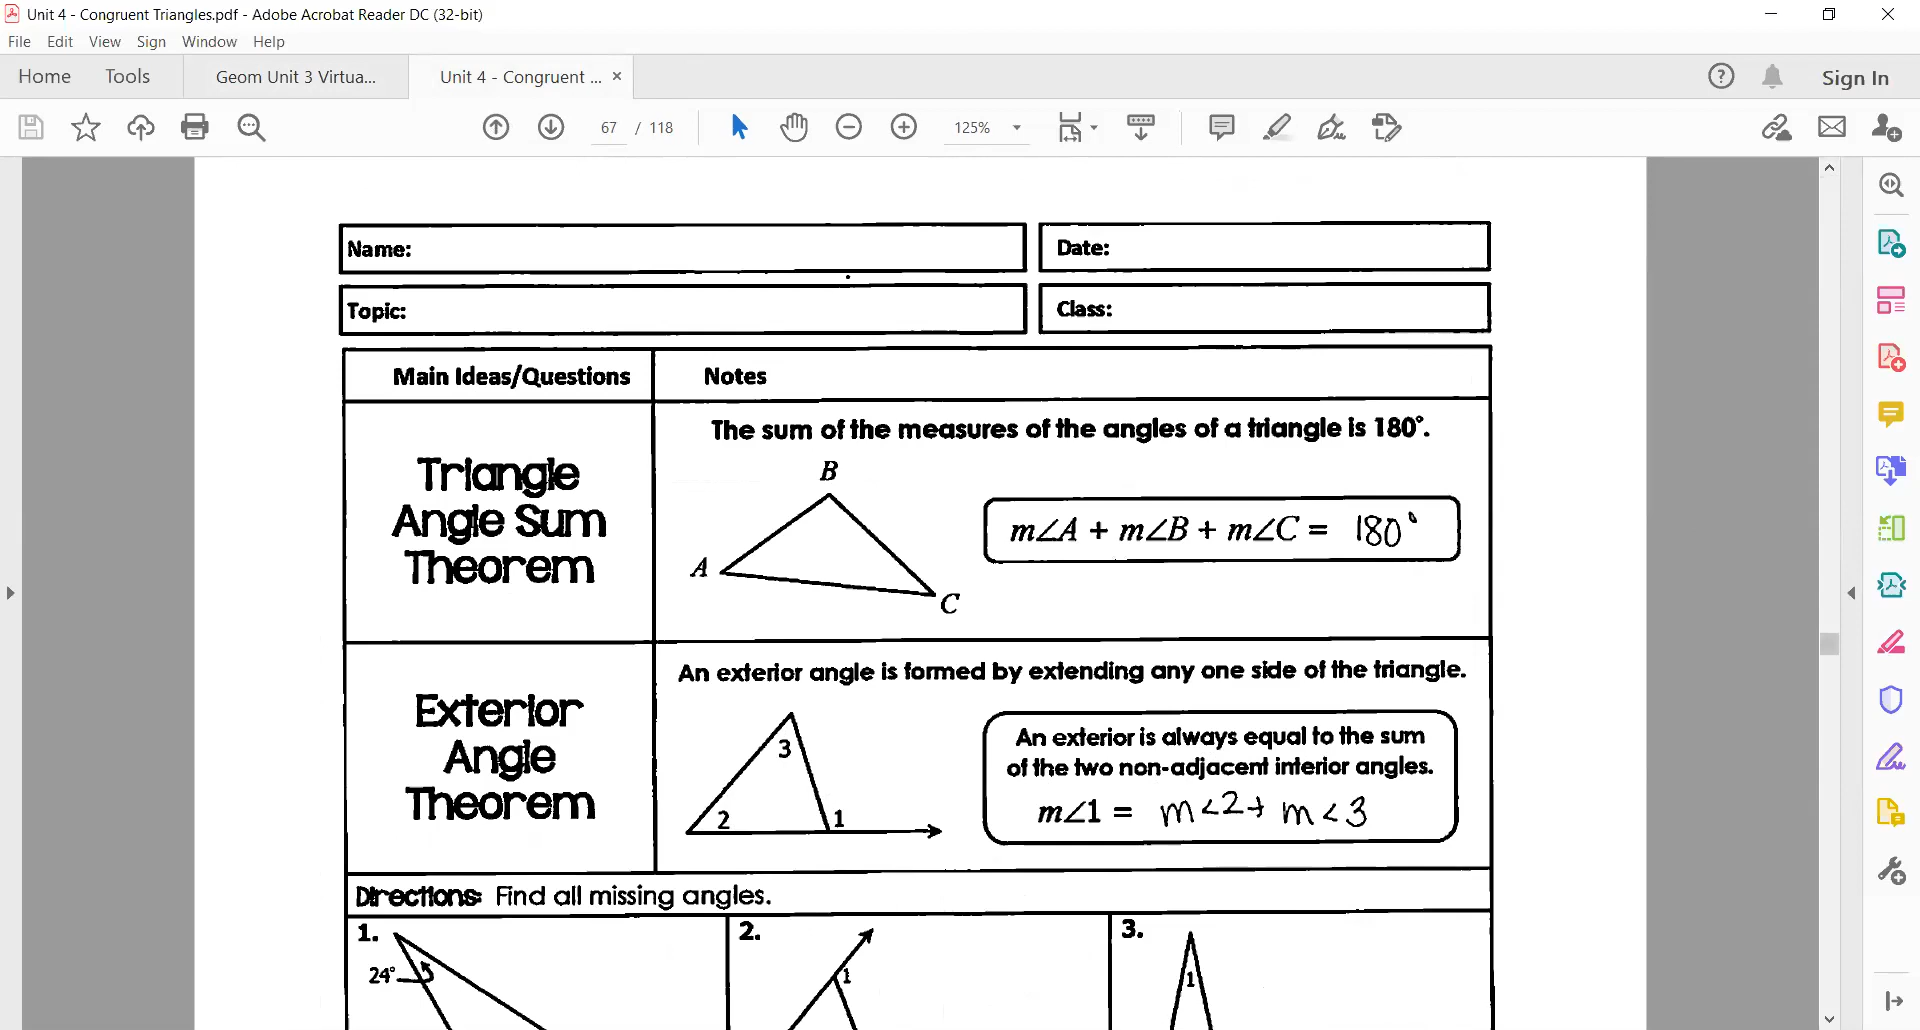 Unit 4 - Congruent Triangles.pdf - Adobe Acrobat Reader DC (32-bit)
File Edit View Sign Window Help
Home Tools Geom Unit 3 Virtua... Unit 4 - Congruent ... × ? Sign In
67 / 118 125%
Name: Date:
Topic: Class:
Main Ideas/Questions Notes
Triangle
Angle Sum
Theorem
The sum of the measures of the angles of a triangle is 180°.
B
A
C
m∠A + m∠B + m∠C = 180°
Exterior
Angle
Theorem
An exterior angle is formed by extending any one side of the triangle.
3
2 1
An exterior is always equal to the sum
of the two non-adjacent interior angles.
m∠1 = m<2+ m<3
Directions: Find all missing angles.
1. 2. 3.
24° 1 1